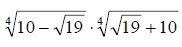 ∜(10 − √19) · ∜(√19 + 10)